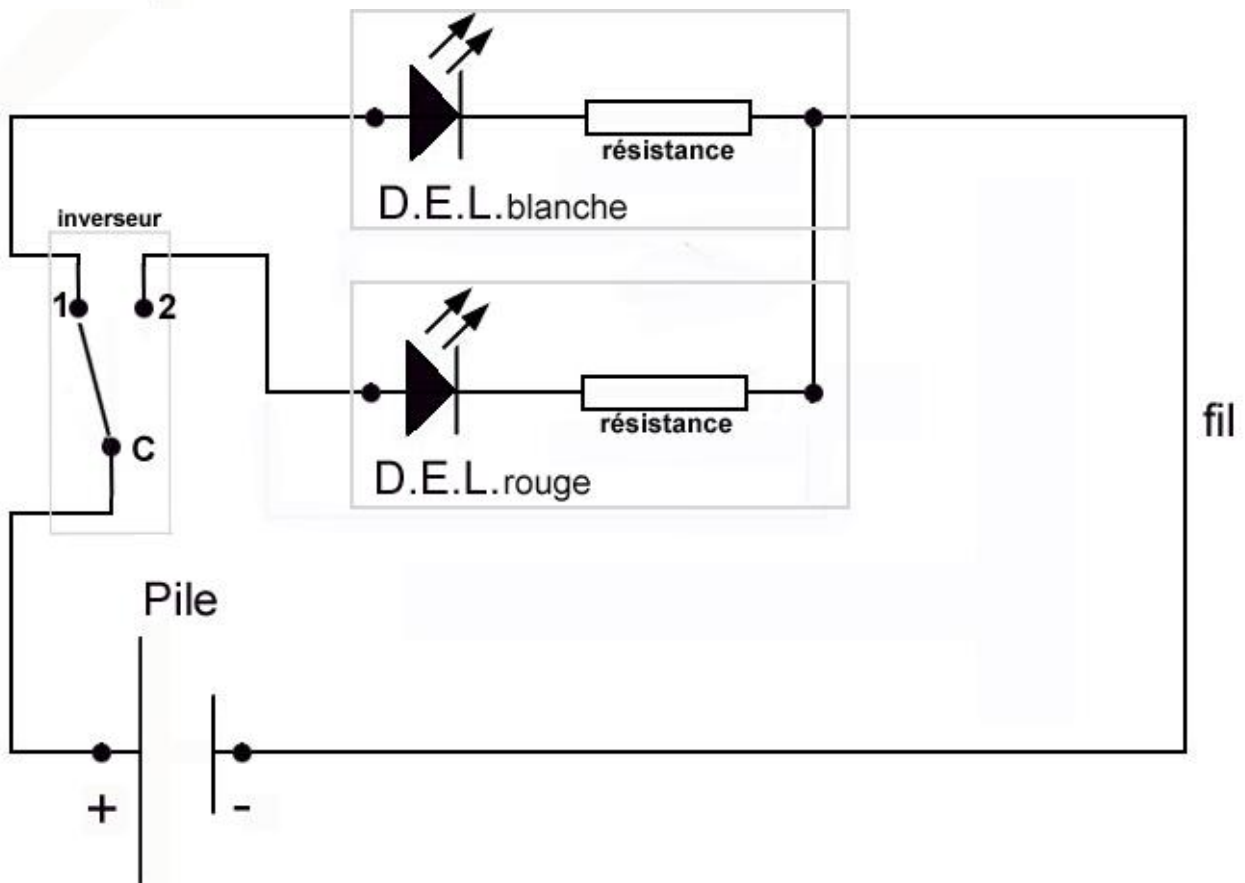 résistance
D.E.L.blanche
inverseur
1
2
C
résistance
D.E.L.rouge
fil
Pile
+
-